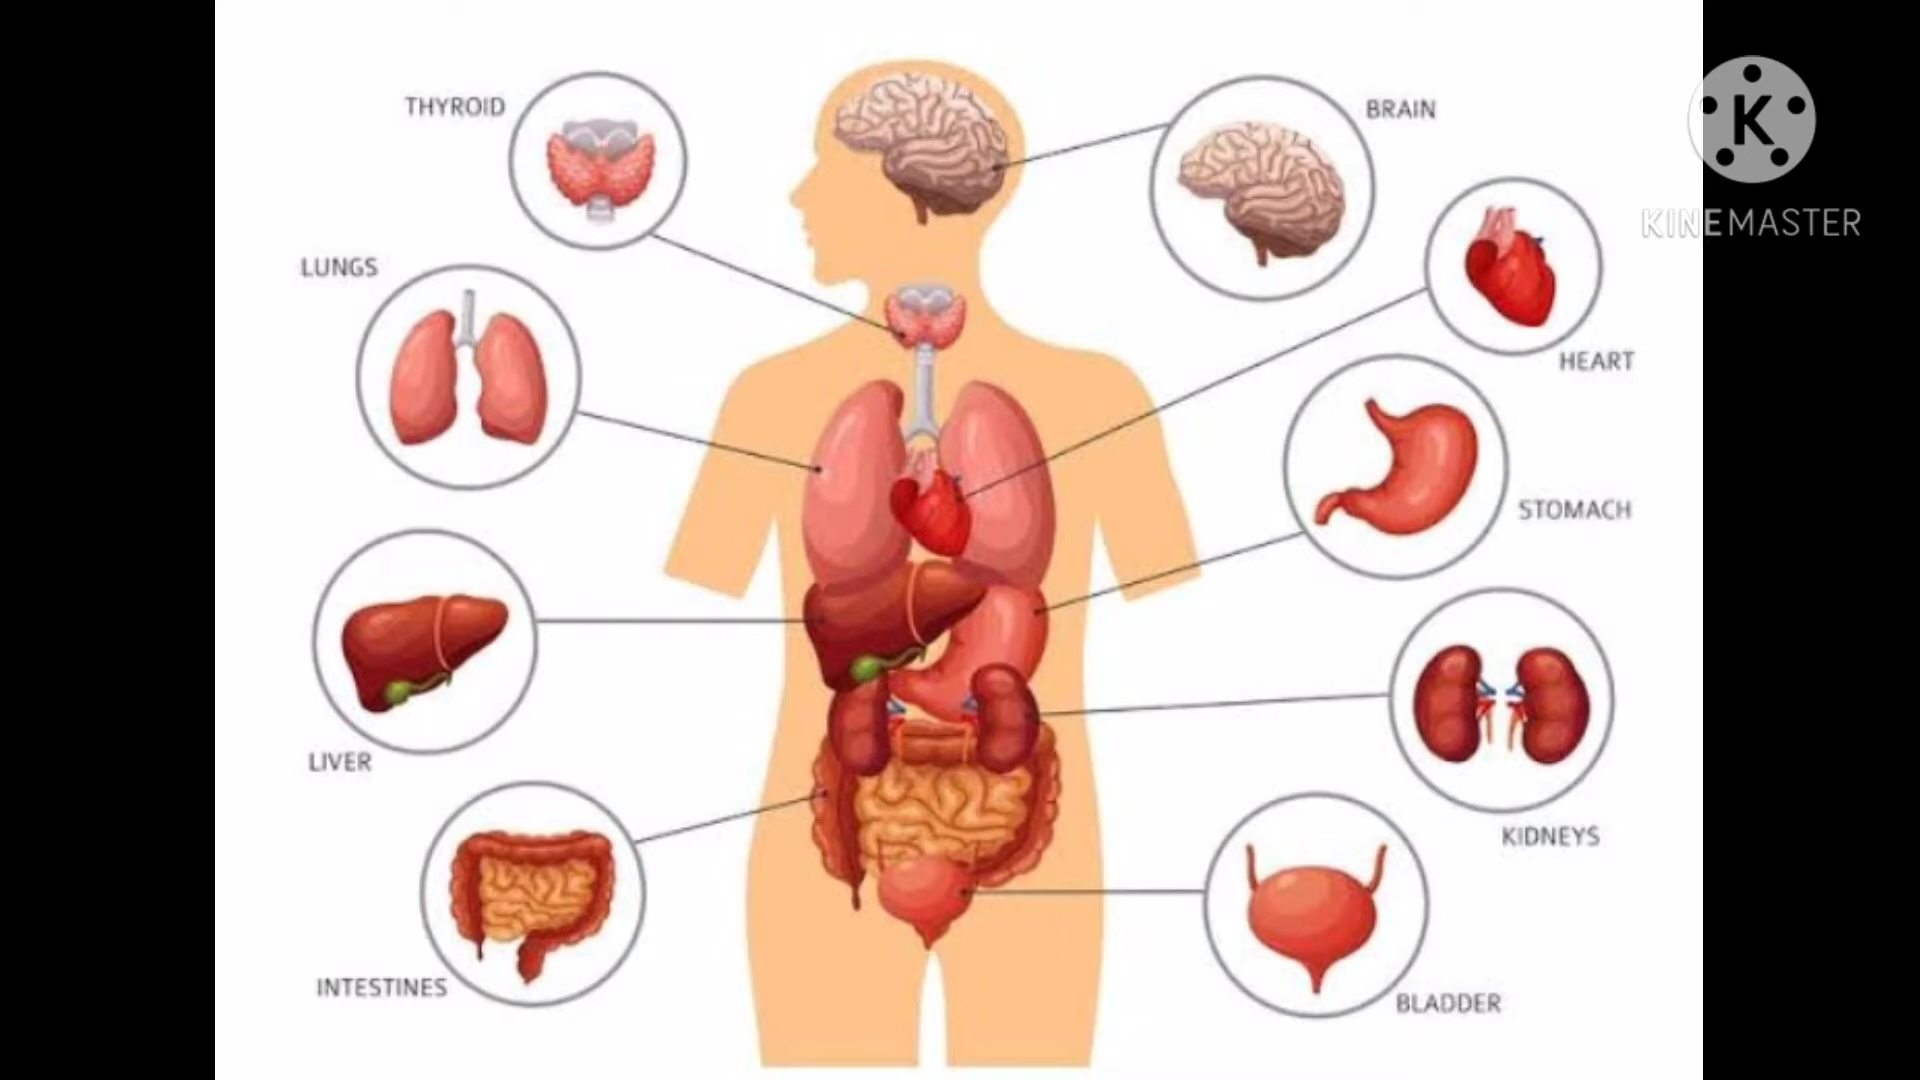 THYROID
BRAIN
K
KINEMASTER
LUNGS
HEART
STOMACH
LIVER
KIDNEYS
INTESTINES
BLADDER